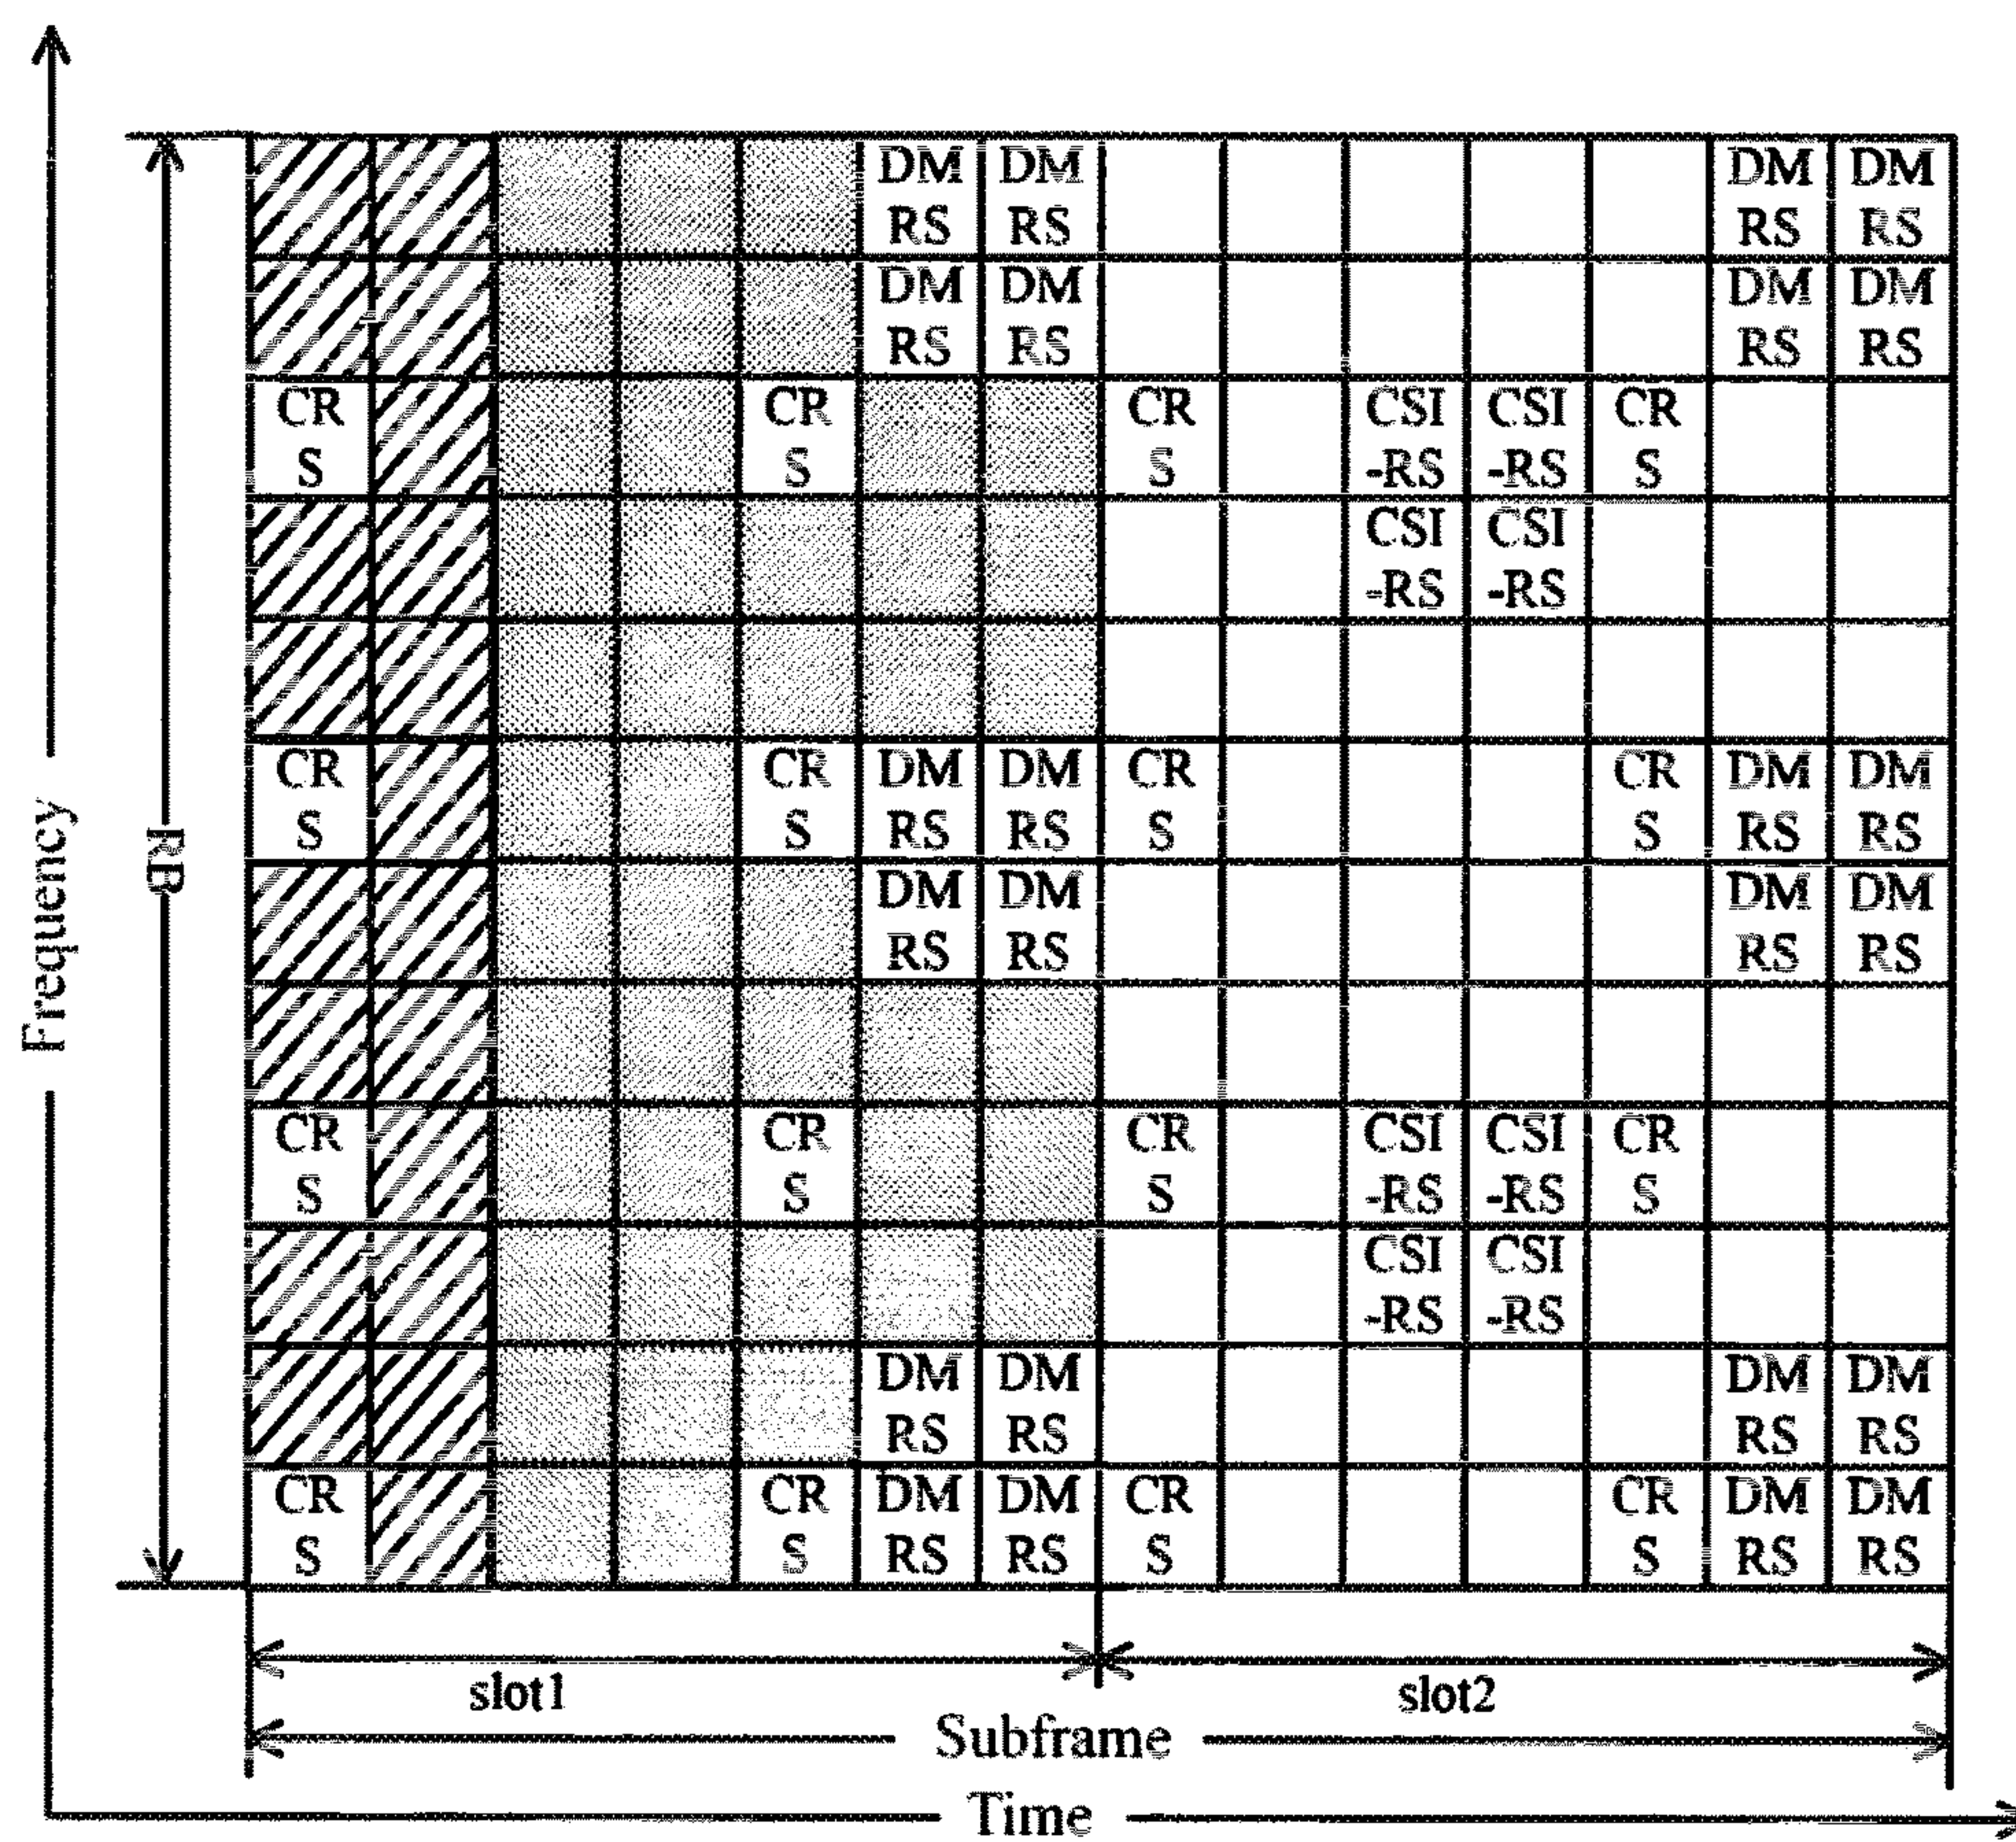 DM DM DM DM
RS RS RS RS
DM DM DM DM
RS RS RS RS
CR CR CR CSI CSI CR
S S S -RS -RS S
CSI CSI
-RS -RS
CR CR DM DM CR CR DM DM
S S RS RS S S RS RS
DM DM DM DM
RS RS RS RS
CR CR CR CSI CSI CR
S S S -RS -RS S
CSI CSI
-RS -RS
DM DM DM DM
RS RS RS RS
CR CR DM DM CR CR DM DM
S S RS RS S S RS RS
Frequency
RB
slot1 slot2
Subframe
Time